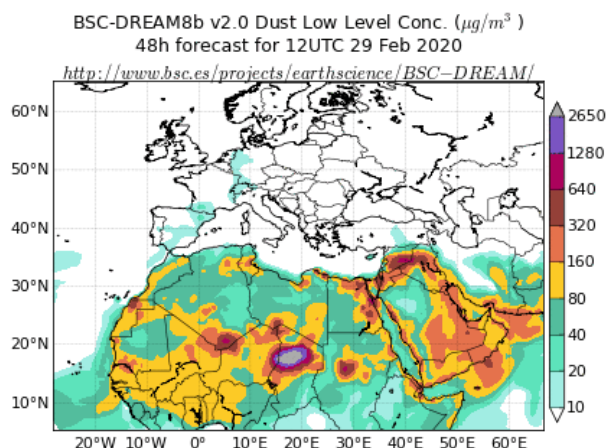 BSC-DREAM8b v2.0 Dust Low Level Conc. (μg/m³ )
48h forecast for 12UTC 29 Feb 2020
http://www.bsc.es/projects/earthscience/BSC−DREAM/
60°N
50°N
40°N
30°N
20°N
10°N
20°W 10°W 0° 10°E 20°E 30°E 40°E 50°E 60°E
2650
1280
640
320
160
80
40
20
10